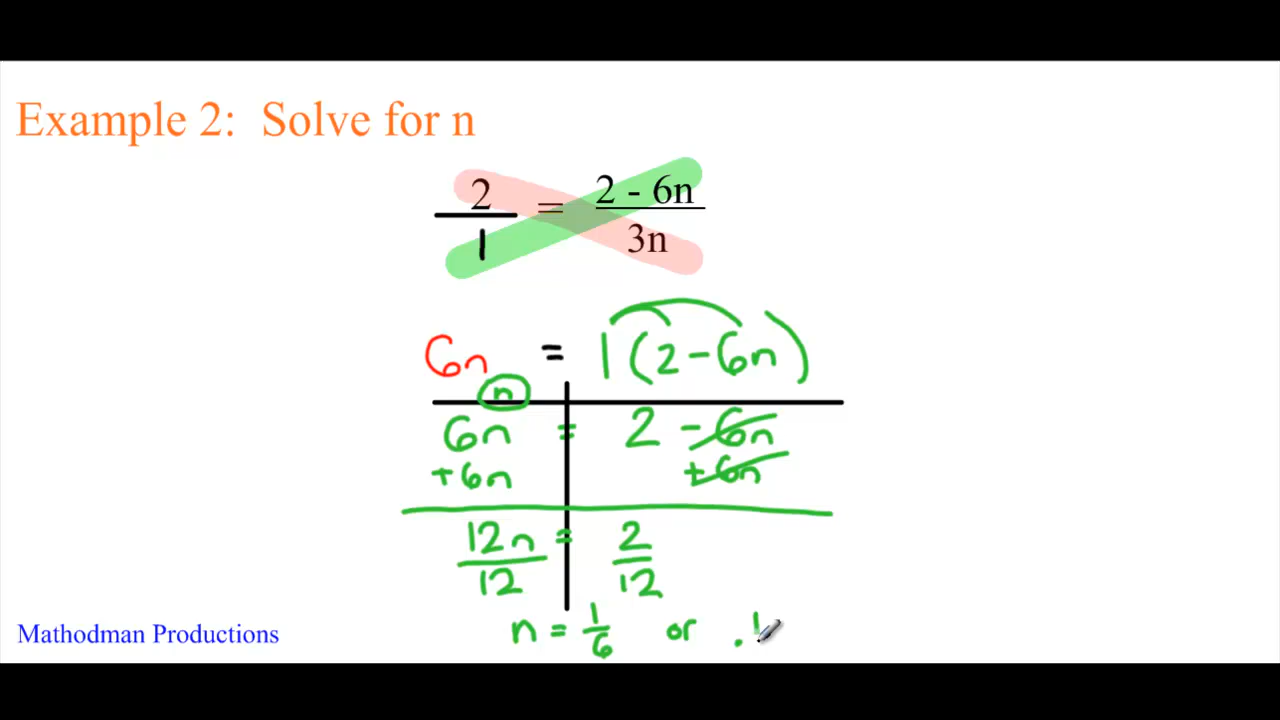 Example 2: Solve for n
2 = 2 - 6n
1 3n
6n = 1(2-6n)
n
6n = 2 - 6n
+6n +6n
12n = 2
12 12
n = 1/6 or .1
Mathodman Productions